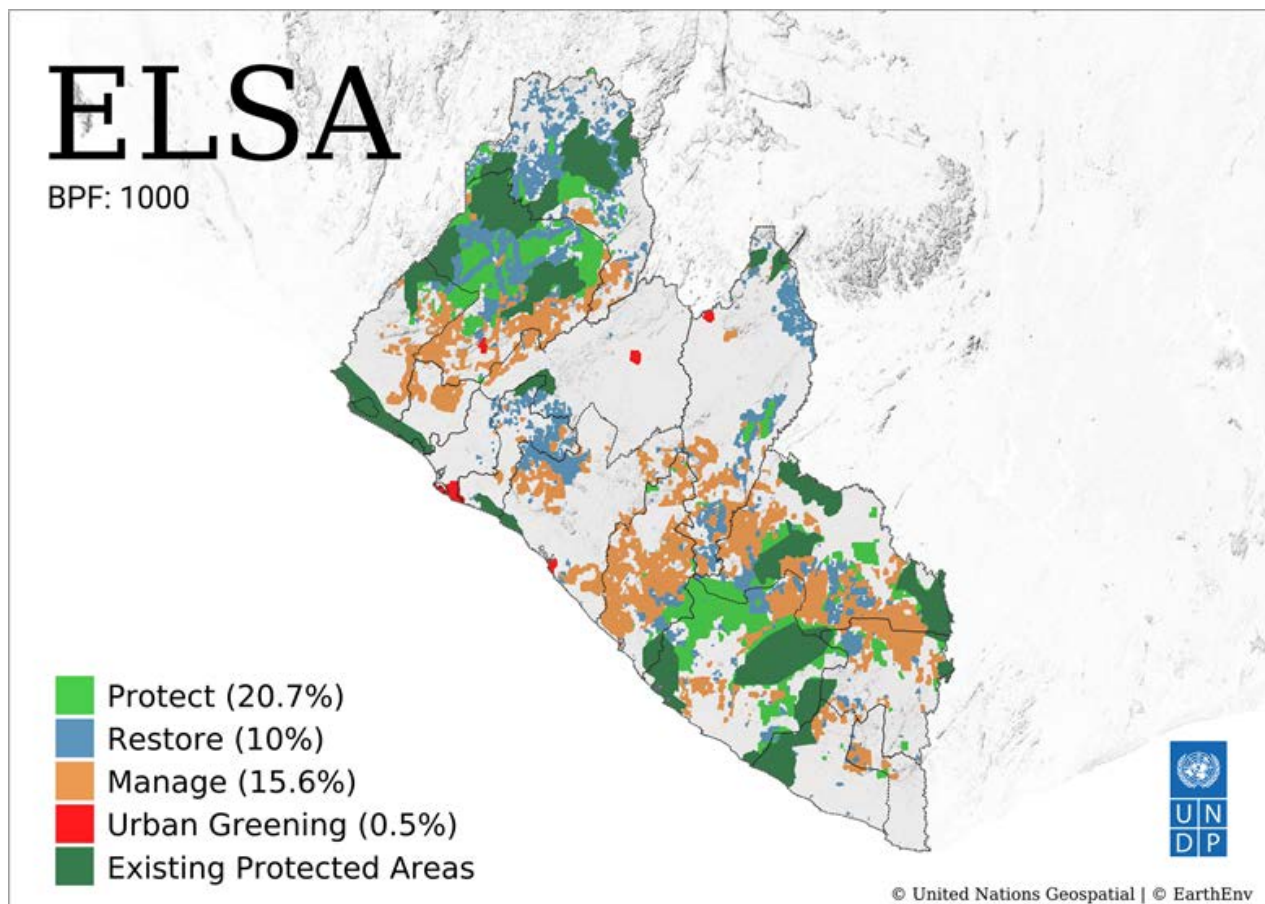 ELSA
BPF: 1000
Protect (20.7%)
Restore (10%)
Manage (15.6%)
Urban Greening (0.5%)
Existing Protected Areas
U N
D P
© United Nations Geospatial | © EarthEnv